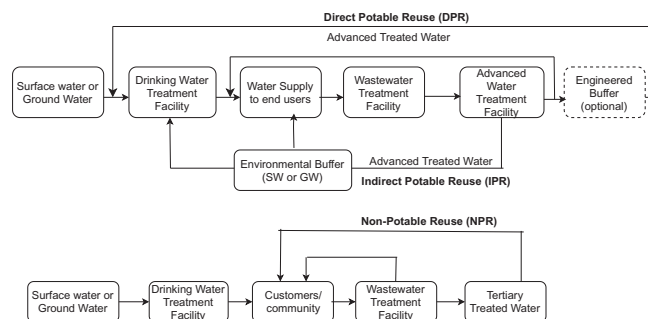 Direct Potable Reuse (DPR)
Advanced Treated Water
Surface water or
Ground Water
Drinking Water
Treatment
Facility
Water Supply
to end users
Wastewater
Treatment
Facility
Advanced
Water
Treatment
Facility
Engineered
Buffer
(optional)
Environmental Buffer
(SW or GW)
Advanced Treated Water
Indirect Potable Reuse (IPR)
Non-Potable Reuse (NPR)
Surface water or
Ground Water
Drinking Water
Treatment
Facility
Customers/
community
Wastewater
Treatment
Facility
Tertiary
Treated Water